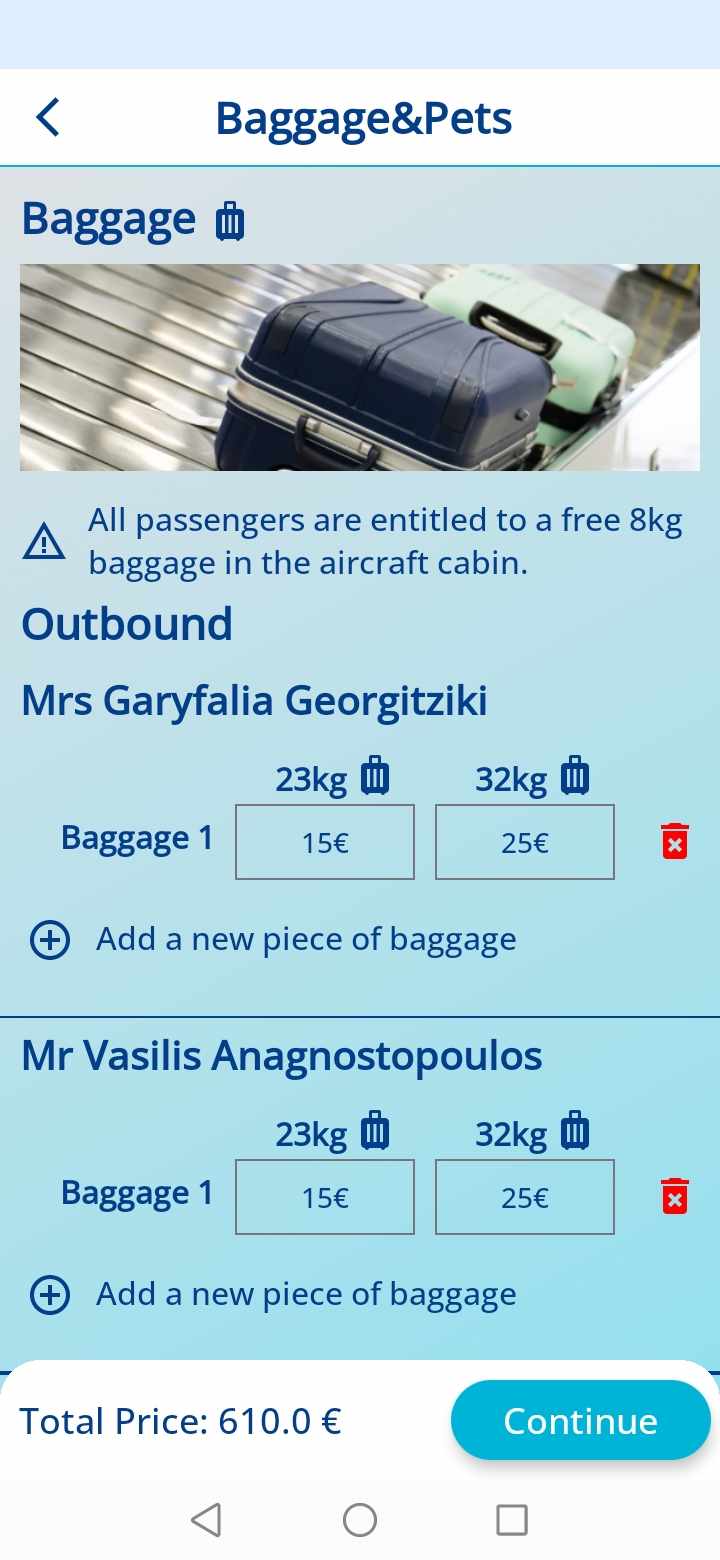 Baggage&Pets
Baggage
All passengers are entitled to a free 8kg
baggage in the aircraft cabin.
Outbound
Mrs Garyfalia Georgitziki
23kg 32kg
Baggage 1 15€ 25€
Add a new piece of baggage
Mr Vasilis Anagnostopoulos
23kg 32kg
Baggage 1 15€ 25€
Add a new piece of baggage
Total Price: 610.0 € Continue